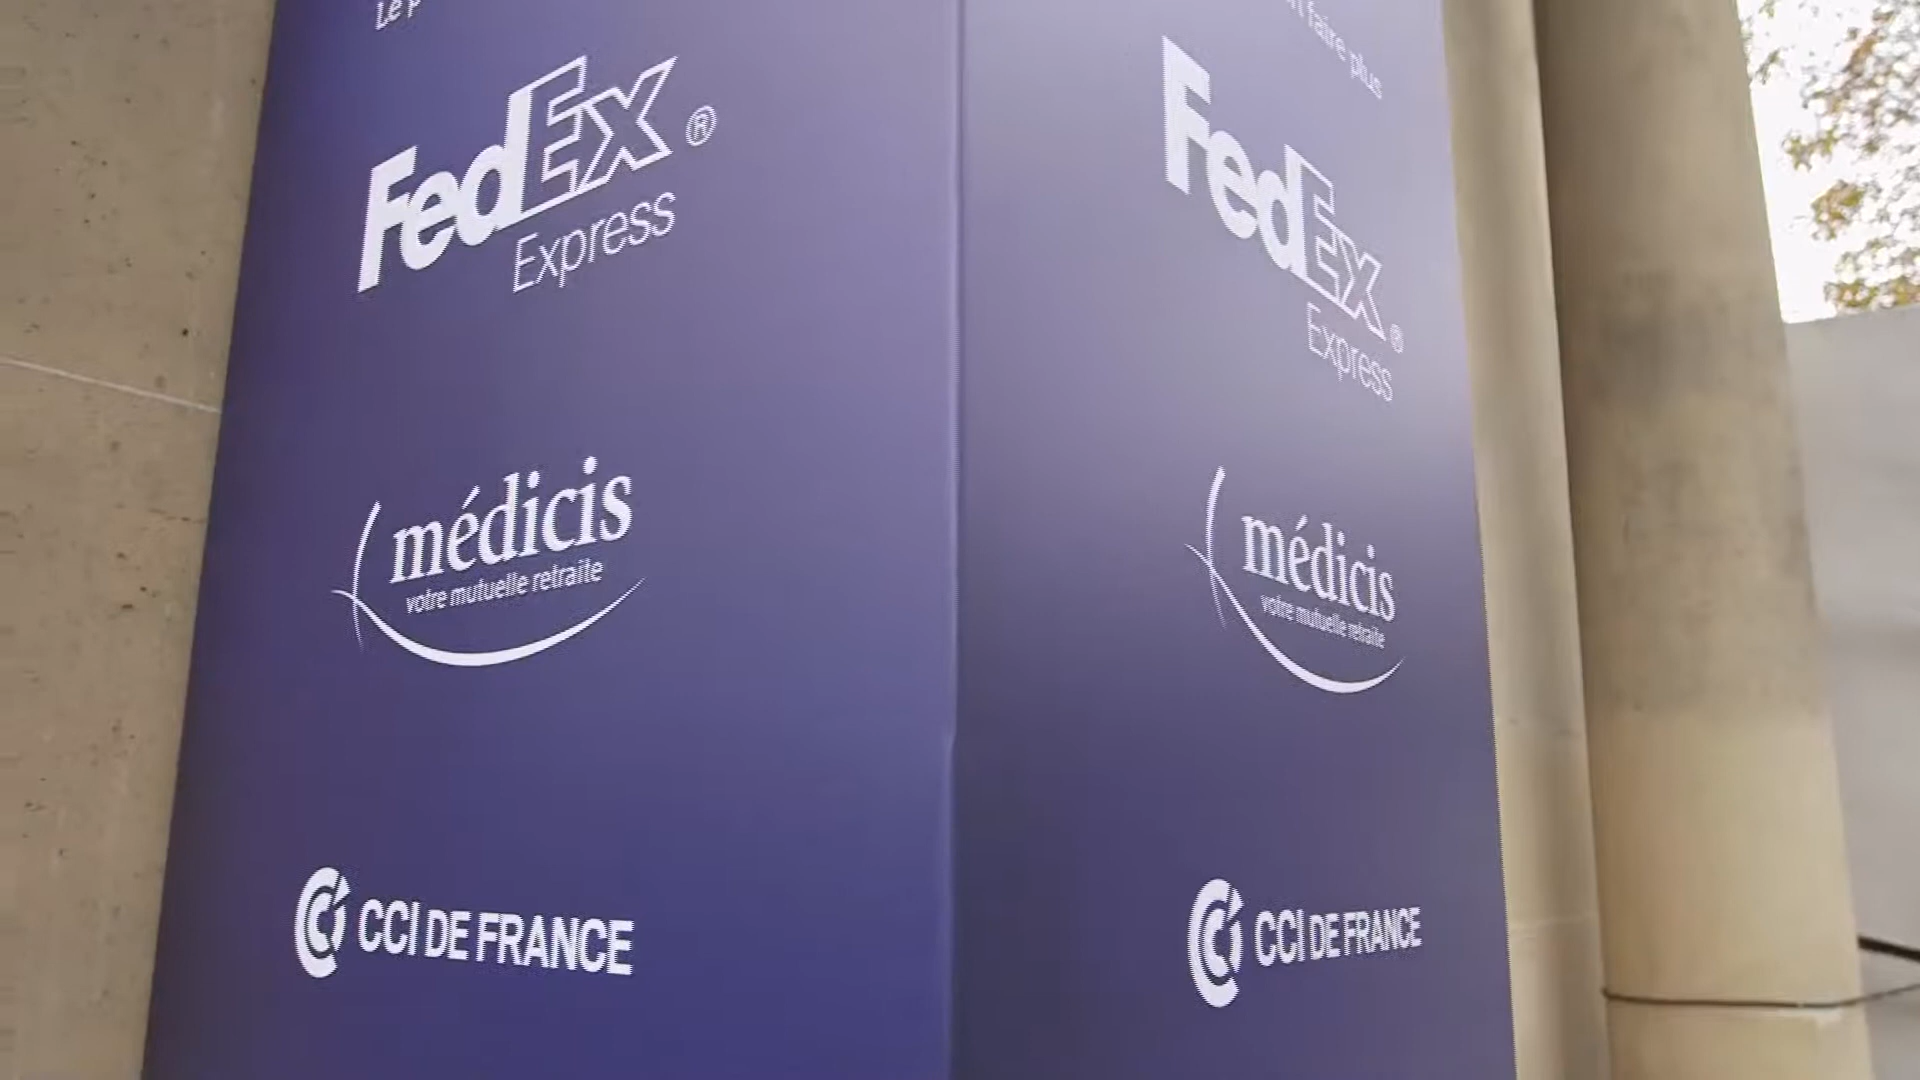 Le
FedEx ®
Express
médicis
votre mutuelle retraite
CCI DE FRANCE
faire plus
FedEx ®
Express
médicis
votre mutuelle retraite
CCI DE FRANCE